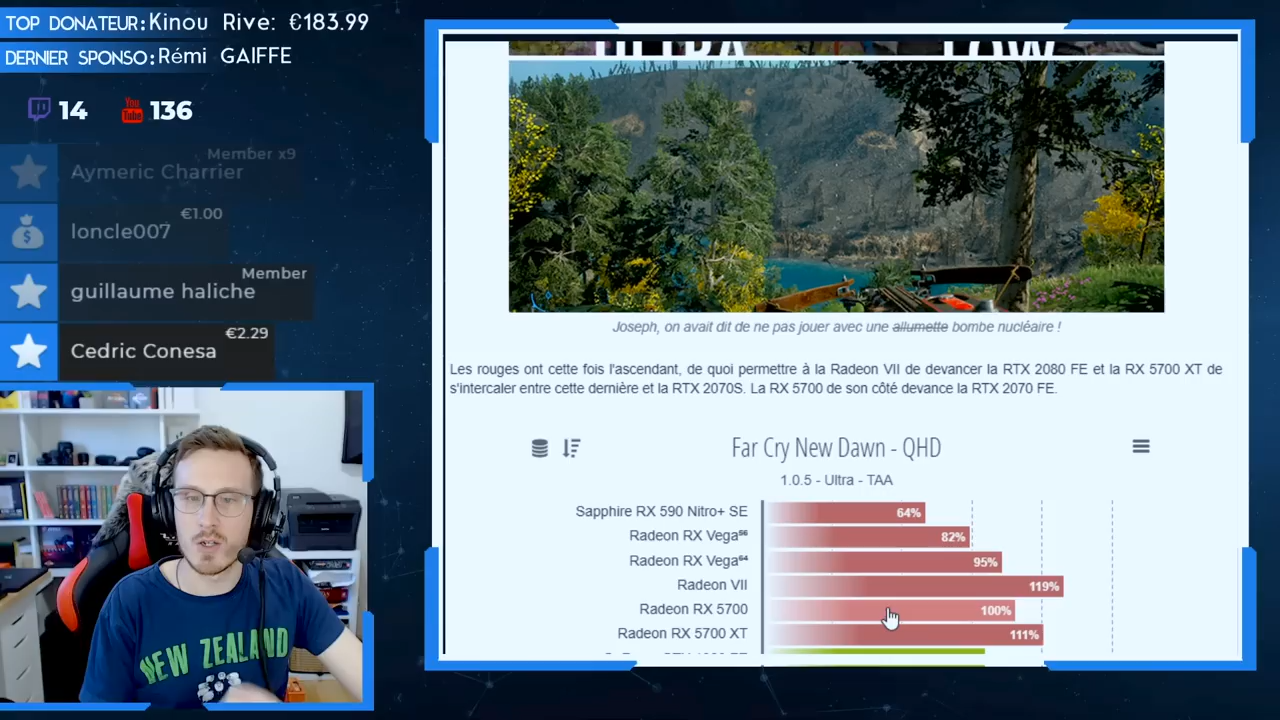 TOP DONATEUR: Kinou Rive: €183.99
DERNIER SPONSO: Rémi GAIFFE
14
You Tube 136
Member x9
Aymeric Charrier
€1.00
loncle007
Member
guillaume haliche
€2.29
Cedric Conesa
NEW ZEALAND
ULTRA LOW
Joseph, on avait dit de ne pas jouer avec une allumette bombe nucléaire !
Les rouges ont cette fois l'ascendant, de quoi permettre à la Radeon VII de devancer la RTX 2080 FE et la RX 5700 XT de
s'intercaler entre cette dernière et la RTX 2070S. La RX 5700 de son côté devance la RTX 2070 FE.
Far Cry New Dawn - QHD
1.0.5 - Ultra - TAA
Sapphire RX 590 Nitro+ SE 64%
Radeon RX Vega⁵⁶ 82%
Radeon RX Vega⁶⁴ 95%
Radeon VII 119%
Radeon RX 5700 100%
Radeon RX 5700 XT 111%